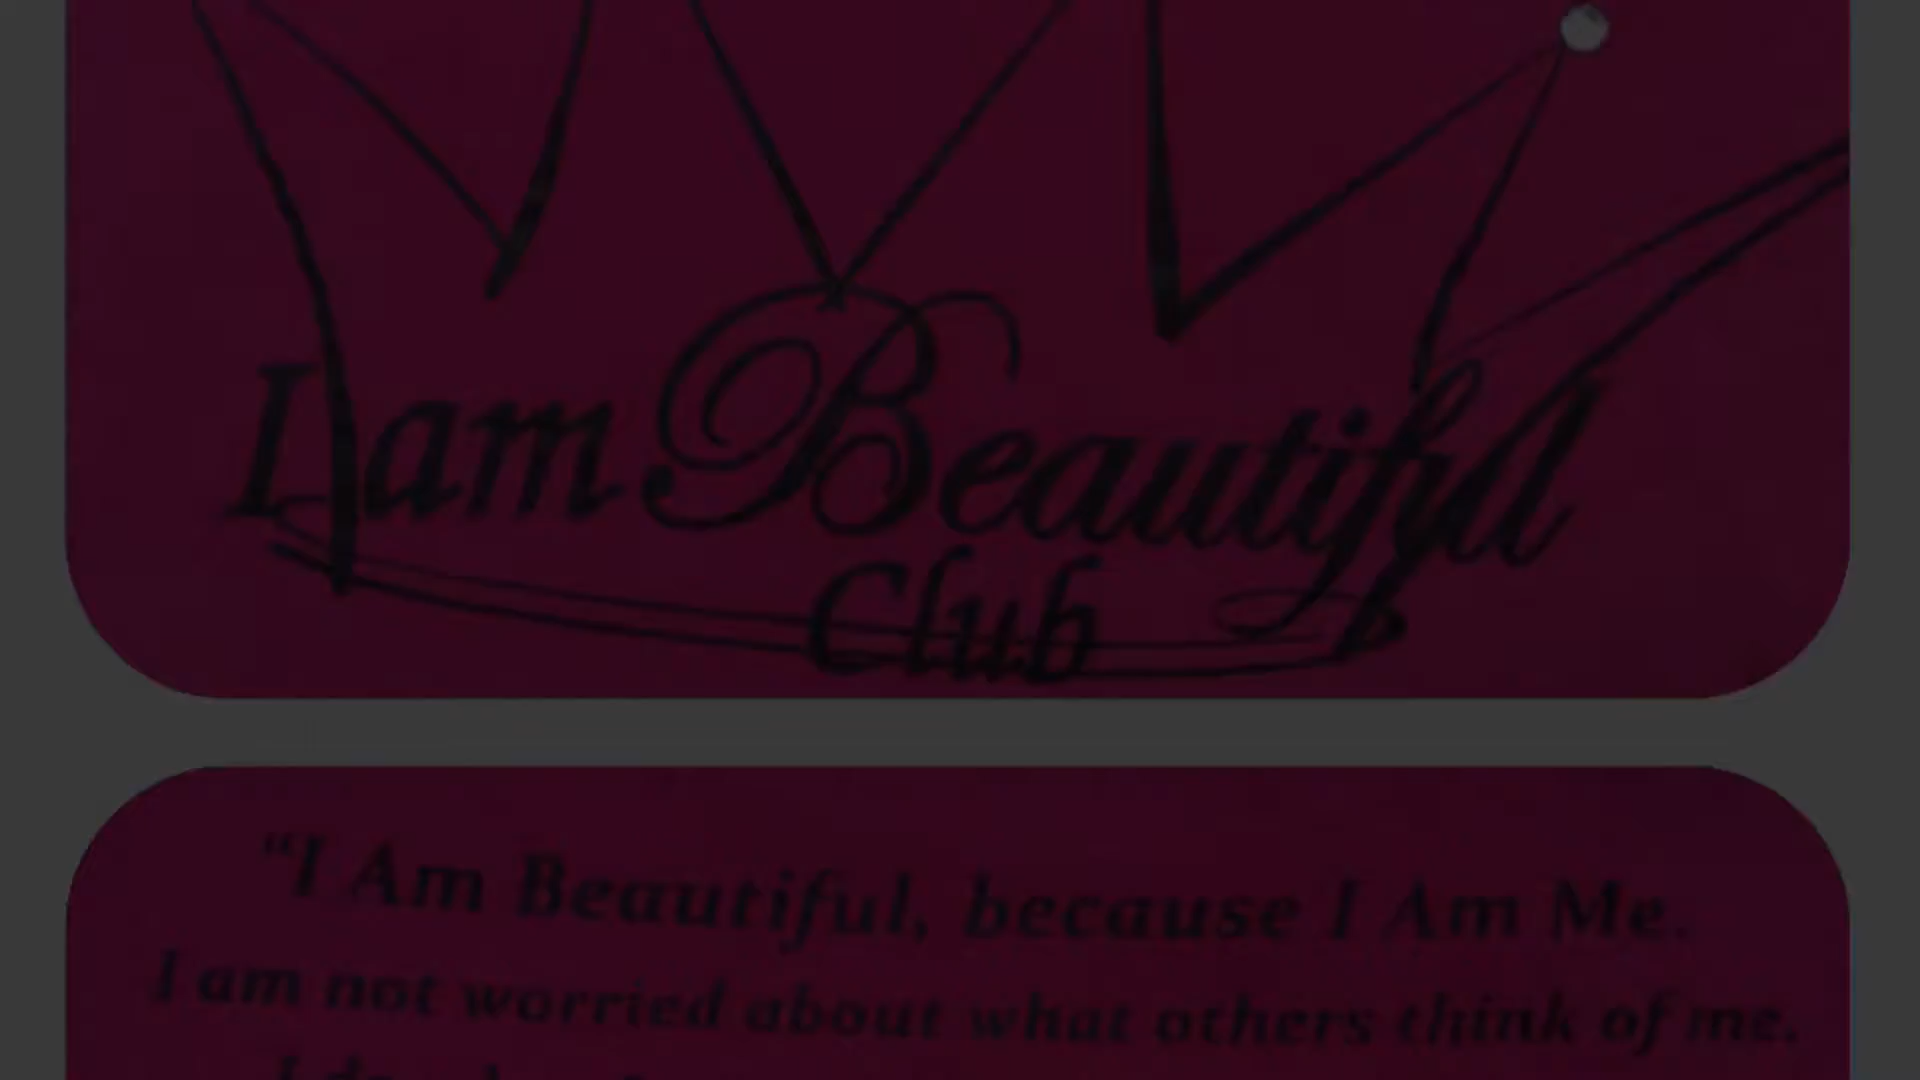 I am Beautiful
Club
“I Am Beautiful, because I Am Me.
I am not worried about what others think of me.